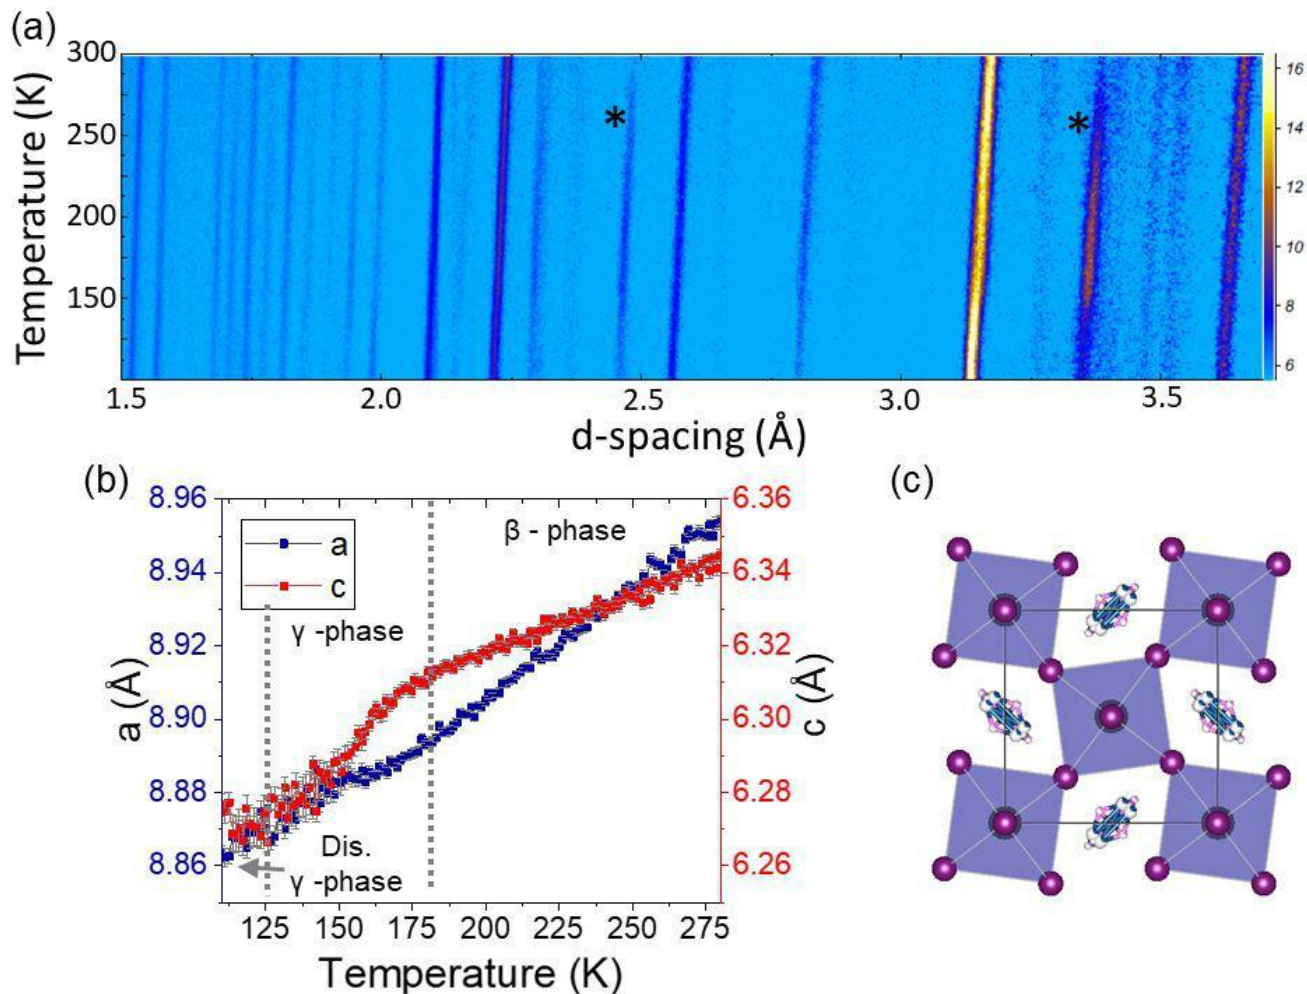 (a)
Temperature (K)
300
250
200
150
*
*
16
14
12
10
8
6
1.5
2.0
2.5
3.0
3.5
d-spacing (Å)
(b)
a (Å)
8.96
8.94
8.92
8.90
8.88
8.86
a
c
β - phase
γ -phase
Dis.
γ -phase
6.36
6.34
6.32
6.30
6.28
6.26
c (Å)
125
150
175
200
225
250
275
Temperature (K)
(c)